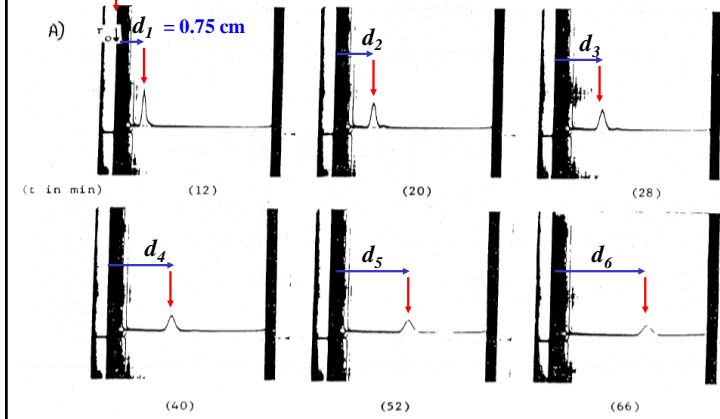 A) r₀ d₁ = 0.75 cm d₂ d₃
(t in min) (12) (20) (28)
d₄ d₅ d₆
(40) (52) (66)